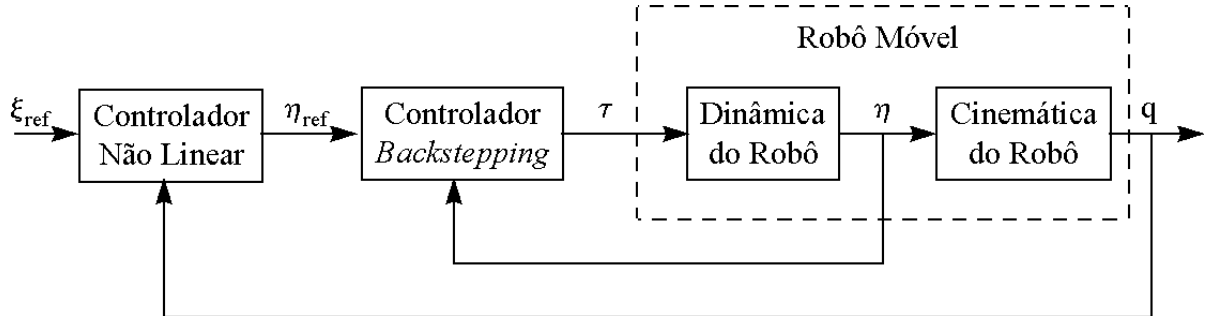 Robô Móvel
ξref
Controlador
Não Linear
ηref
Controlador
Backstepping
τ
Dinâmica
do Robô
η
Cinemática
do Robô
q